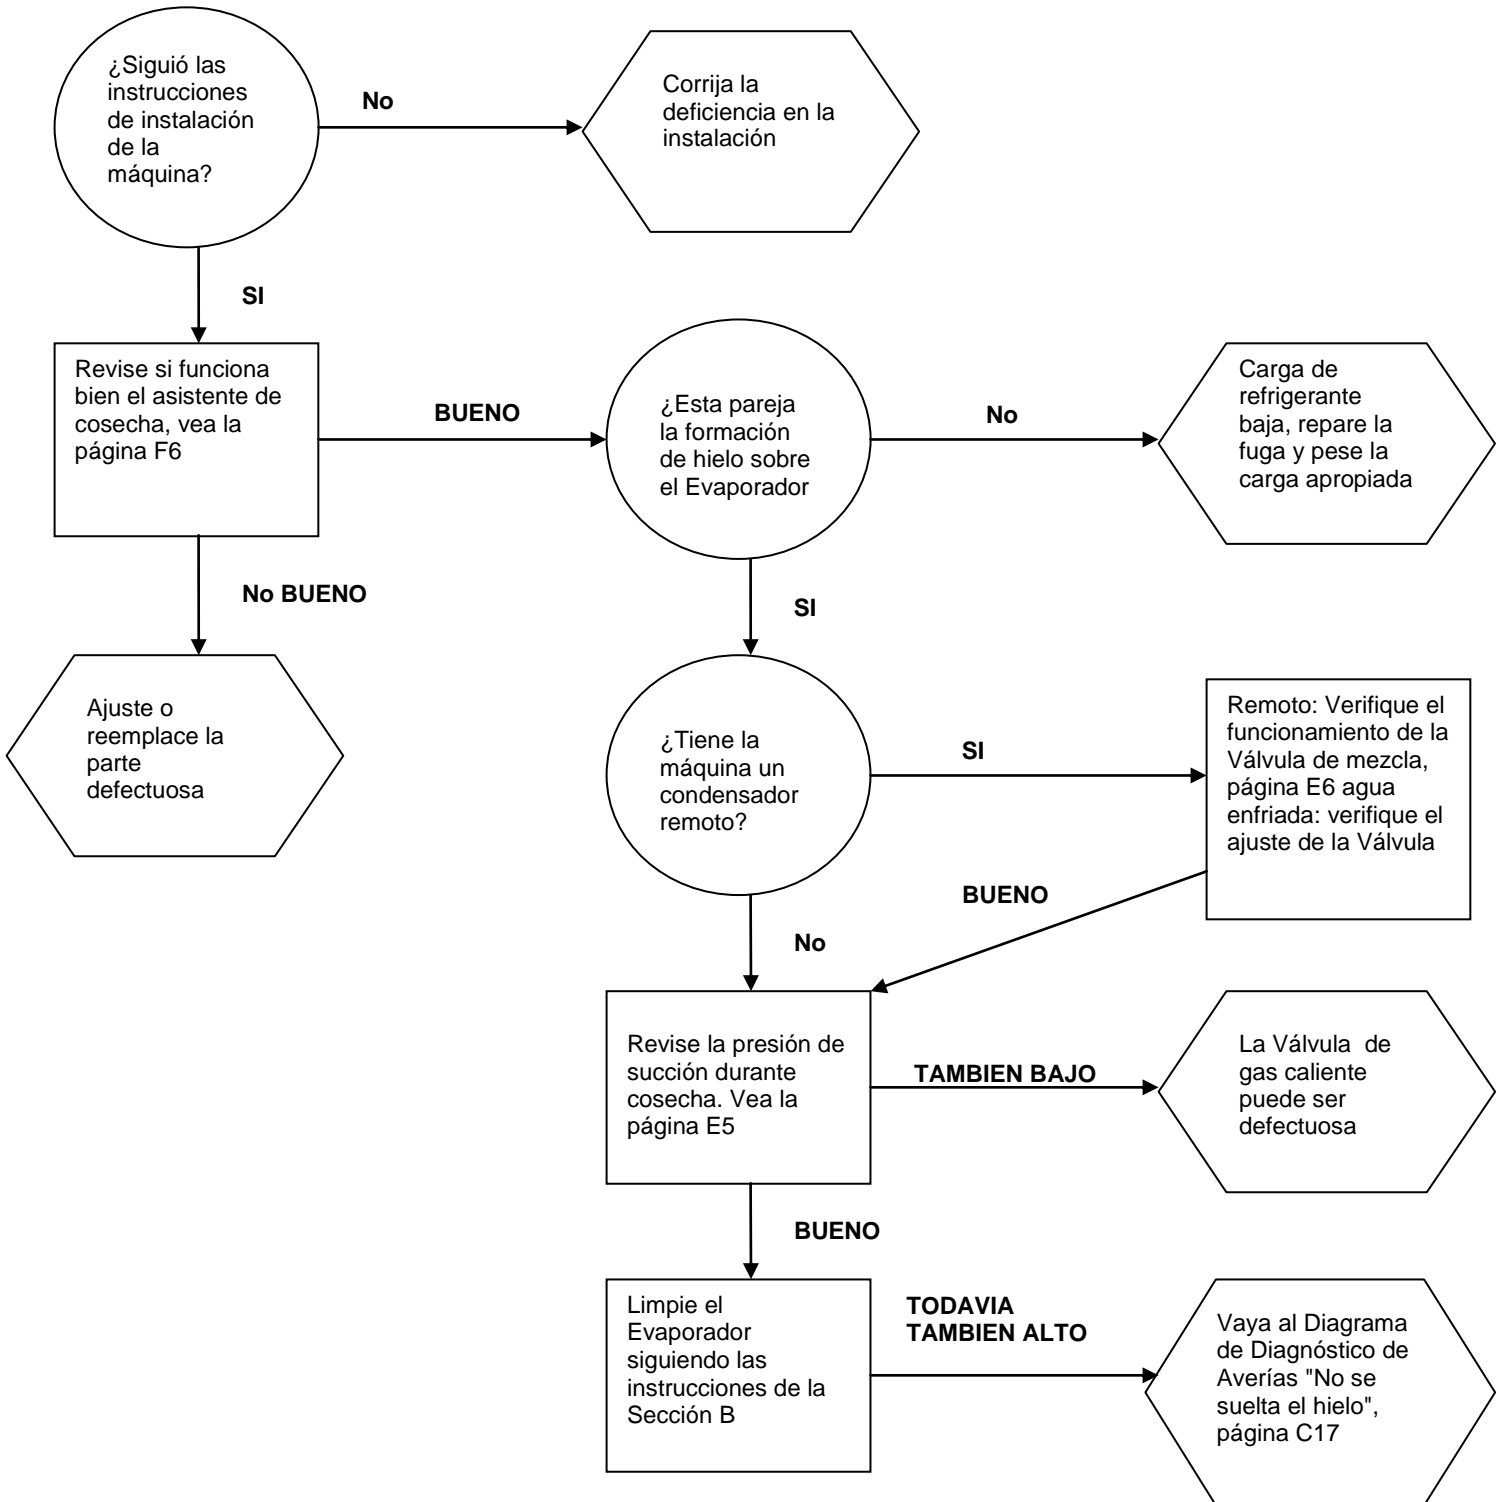 ¿Siguió las
instrucciones
de instalación
de la
máquina?
No
Corrija la
deficiencia en la
instalación
SI
Revise si funciona
bien el asistente de
cosecha, vea la
página F6
BUENO
¿Esta pareja
la formación
de hielo sobre
el Evaporador
No
Carga de
refrigerante
baja, repare la
fuga y pese la
carga apropiada
No BUENO
SI
Ajuste o
reemplace la
parte
defectuosa
¿Tiene la
máquina un
condensador
remoto?
SI
Remoto: Verifique el
funcionamiento de la
Válvula de mezcla,
página E6 agua
enfriada: verifique el
ajuste de la Válvula
BUENO
No
Revise la presión de
succión durante
cosecha. Vea la
página E5
TAMBIEN BAJO
La Válvula  de
gas caliente
puede ser
defectuosa
BUENO
Limpie el
Evaporador
siguiendo las
instrucciones de la
Sección B
TODAVIA
TAMBIEN ALTO
Vaya al Diagrama
de Diagnóstico de
Averías "No se
suelta el hielo",
página C17